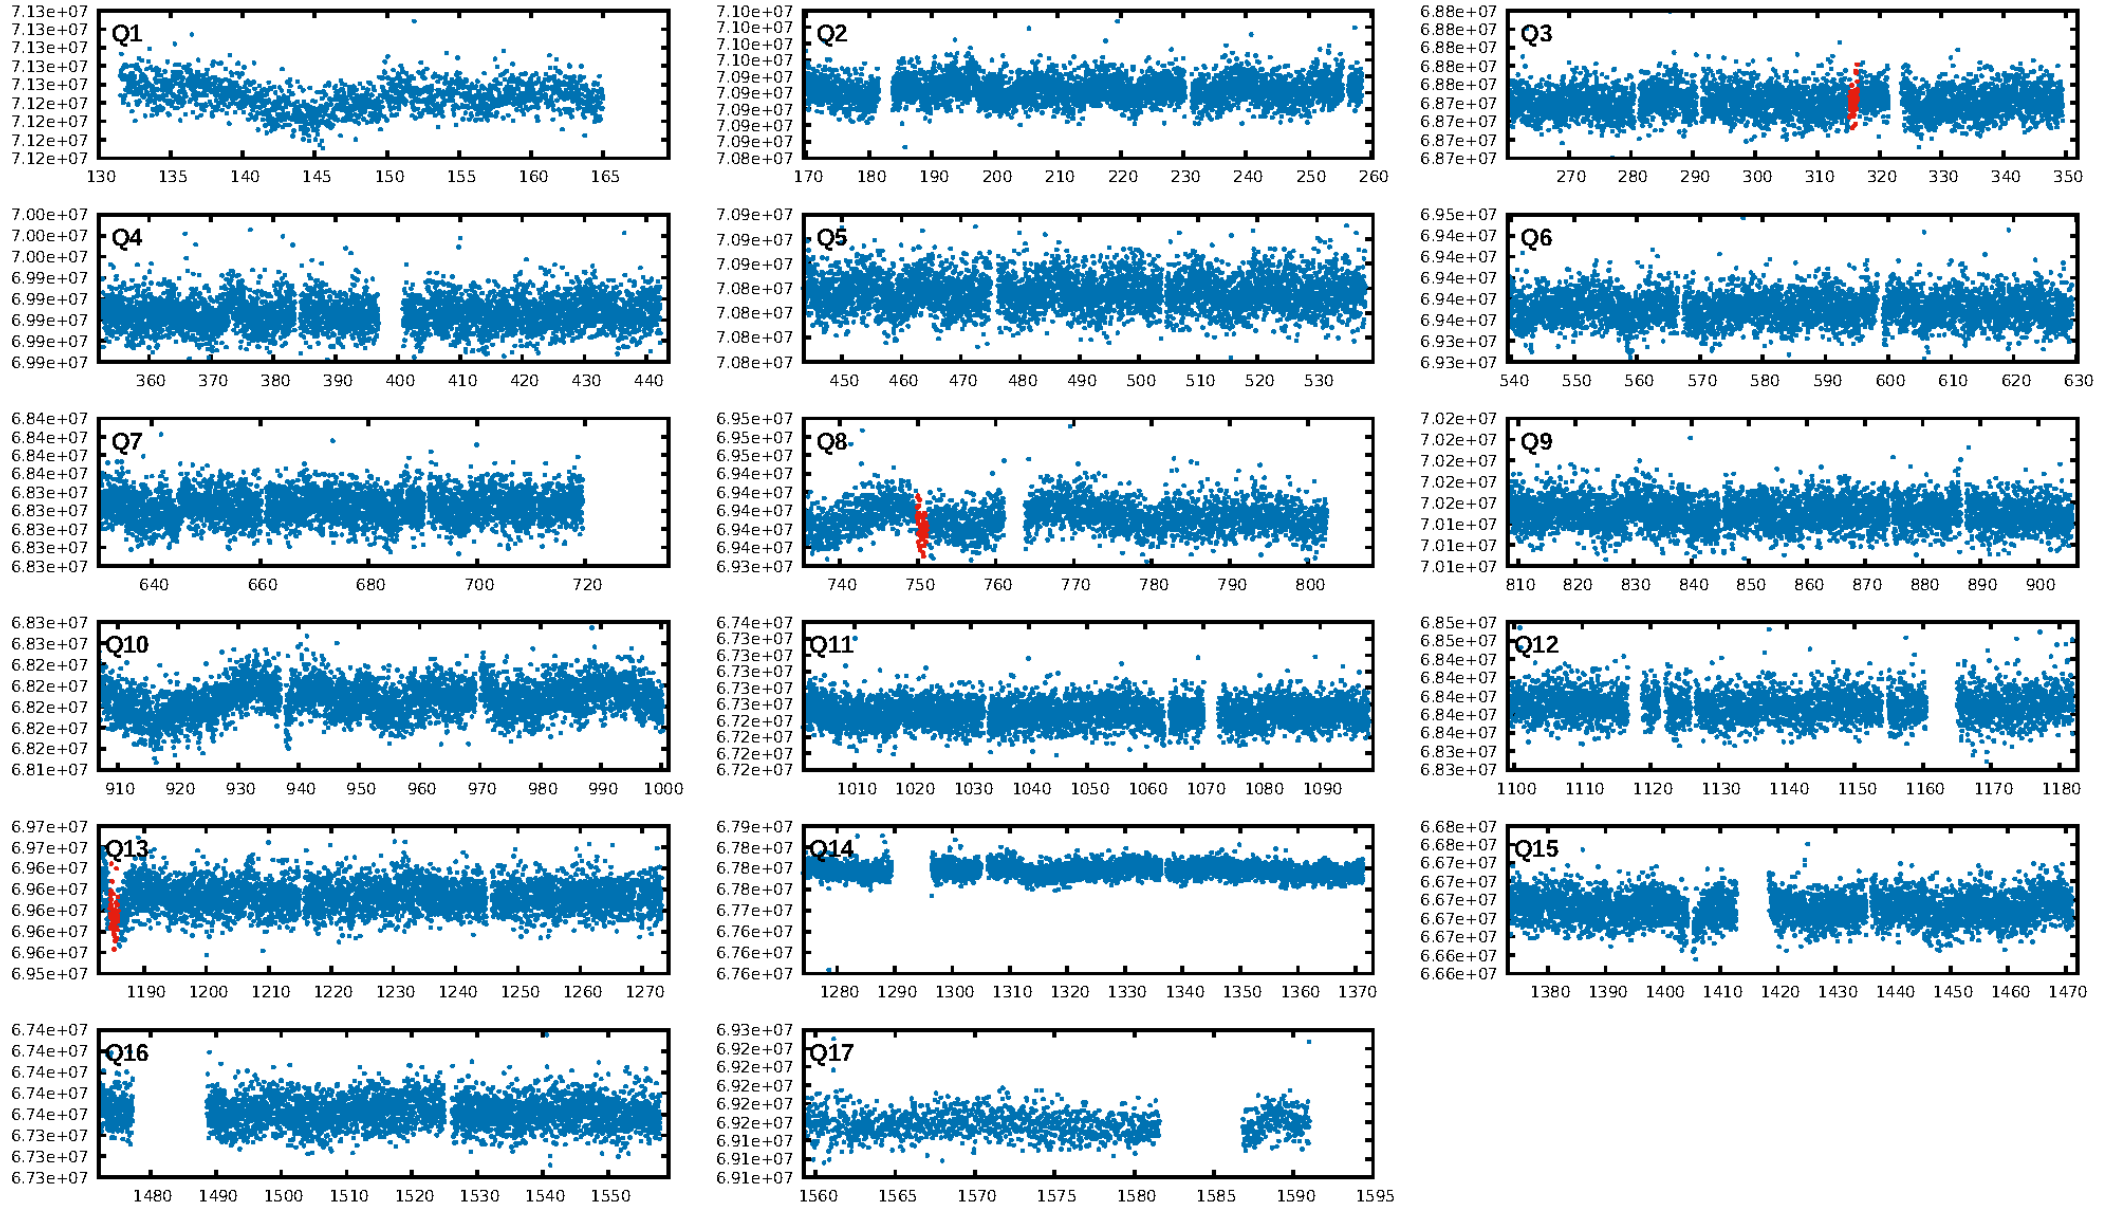 7.13e+07 7.13e+07 7.13e+07 7.13e+07 7.13e+07 7.12e+07 7.12e+07 7.12e+07 7.12e+07
Q1
130 135 140 145 150 155 160 165
7.10e+07 7.10e+07 7.10e+07 7.10e+07 7.09e+07 7.09e+07 7.09e+07 7.09e+07 7.09e+07 7.08e+07
Q2
170 180 190 200 210 220 230 240 250 260
6.88e+07 6.88e+07 6.88e+07 6.88e+07 6.88e+07 6.87e+07 6.87e+07 6.87e+07 6.87e+07
Q3
270 280 290 300 310 320 330 340 350
7.00e+07 7.00e+07 7.00e+07 6.99e+07 6.99e+07 6.99e+07 6.99e+07 6.99e+07
Q4
360 370 380 390 400 410 420 430 440
7.09e+07 7.09e+07 7.09e+07 7.08e+07 7.08e+07 7.08e+07 7.08e+07
Q5
450 460 470 480 490 500 510 520 530
6.95e+07 6.94e+07 6.94e+07 6.94e+07 6.94e+07 6.94e+07 6.93e+07 6.93e+07
Q6
540 550 560 570 580 590 600 610 620 630
6.84e+07 6.84e+07 6.84e+07 6.84e+07 6.83e+07 6.83e+07 6.83e+07 6.83e+07 6.83e+07
Q7
640 660 680 700 720
6.95e+07 6.95e+07 6.95e+07 6.94e+07 6.94e+07 6.94e+07 6.94e+07 6.94e+07 6.93e+07
Q8
740 750 760 770 780 790 800
7.02e+07 7.02e+07 7.02e+07 7.02e+07 7.02e+07 7.01e+07 7.01e+07 7.01e+07
Q9
810 820 830 840 850 860 870 880 890 900
6.83e+07 6.83e+07 6.82e+07 6.82e+07 6.82e+07 6.82e+07 6.82e+07 6.81e+07
Q10
910 920 930 940 950 960 970 980 990 1000
6.74e+07 6.73e+07 6.73e+07 6.73e+07 6.73e+07 6.73e+07 6.72e+07 6.72e+07 6.72e+07 6.72e+07
Q11
1010 1020 1030 1040 1050 1060 1070 1080 1090
6.85e+07 6.85e+07 6.84e+07 6.84e+07 6.84e+07 6.84e+07 6.84e+07 6.83e+07 6.83e+07
Q12
1100 1110 1120 1130 1140 1150 1160 1170 1180
6.97e+07 6.97e+07 6.96e+07 6.96e+07 6.96e+07 6.96e+07 6.96e+07 6.95e+07
Q13
1190 1200 1210 1220 1230 1240 1250 1260 1270
6.79e+07 6.78e+07 6.78e+07 6.78e+07 6.77e+07 6.76e+07 6.76e+07 6.76e+07
Q14
1280 1290 1300 1310 1320 1330 1340 1350 1360 1370
6.68e+07 6.68e+07 6.67e+07 6.67e+07 6.67e+07 6.67e+07 6.67e+07 6.66e+07 6.66e+07
Q15
1380 1390 1400 1410 1420 1430 1440 1450 1460 1470
6.74e+07 6.74e+07 6.74e+07 6.74e+07 6.74e+07 6.73e+07 6.73e+07 6.73e+07
Q16
1480 1490 1500 1510 1520 1530 1540 1550
6.93e+07 6.92e+07 6.92e+07 6.92e+07 6.92e+07 6.92e+07 6.91e+07 6.91e+07 6.91e+07
Q17
1560 1565 1570 1575 1580 1585 1590 1595